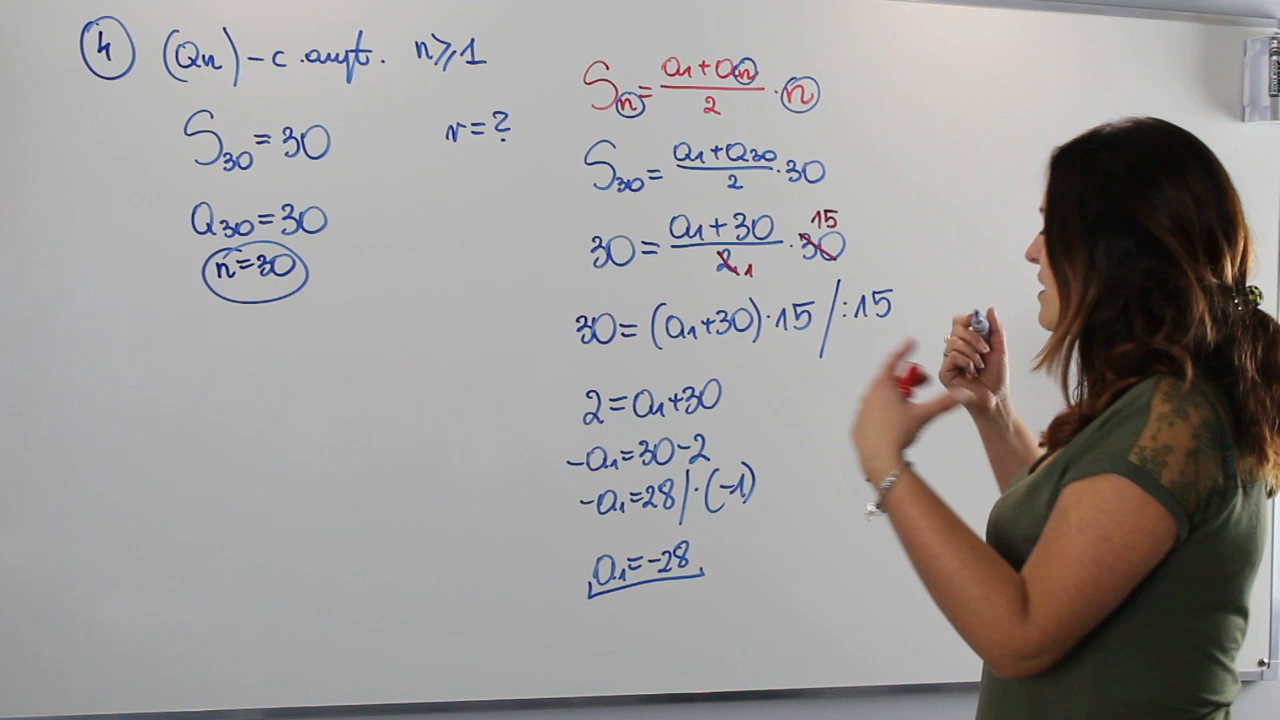 4 (an) - c. aryt. n ≥ 1
S₃₀ = 30
r = ?
a₃₀ = 30
n = 30
Sₙ = (a₁ + aₙ)/2 · n
S₃₀ = (a₁ + a₃₀)/2 · 30
30 = (a₁ + 30)/2 · 30 15
1
30 = (a₁ + 30) · 15 / : 15
2 = a₁ + 30
-a₁ = 30 - 2
-a₁ = 28 / · (-1)
a₁ = -28